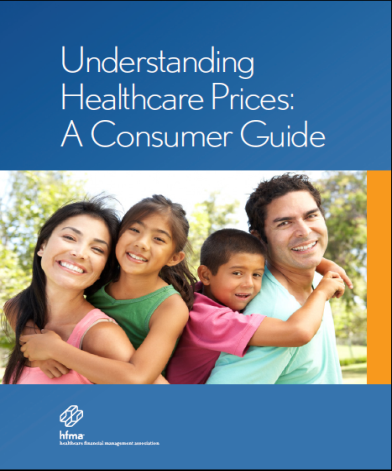 Understanding
Healthcare Prices:
A Consumer Guide
hfma
healthcare financial management association